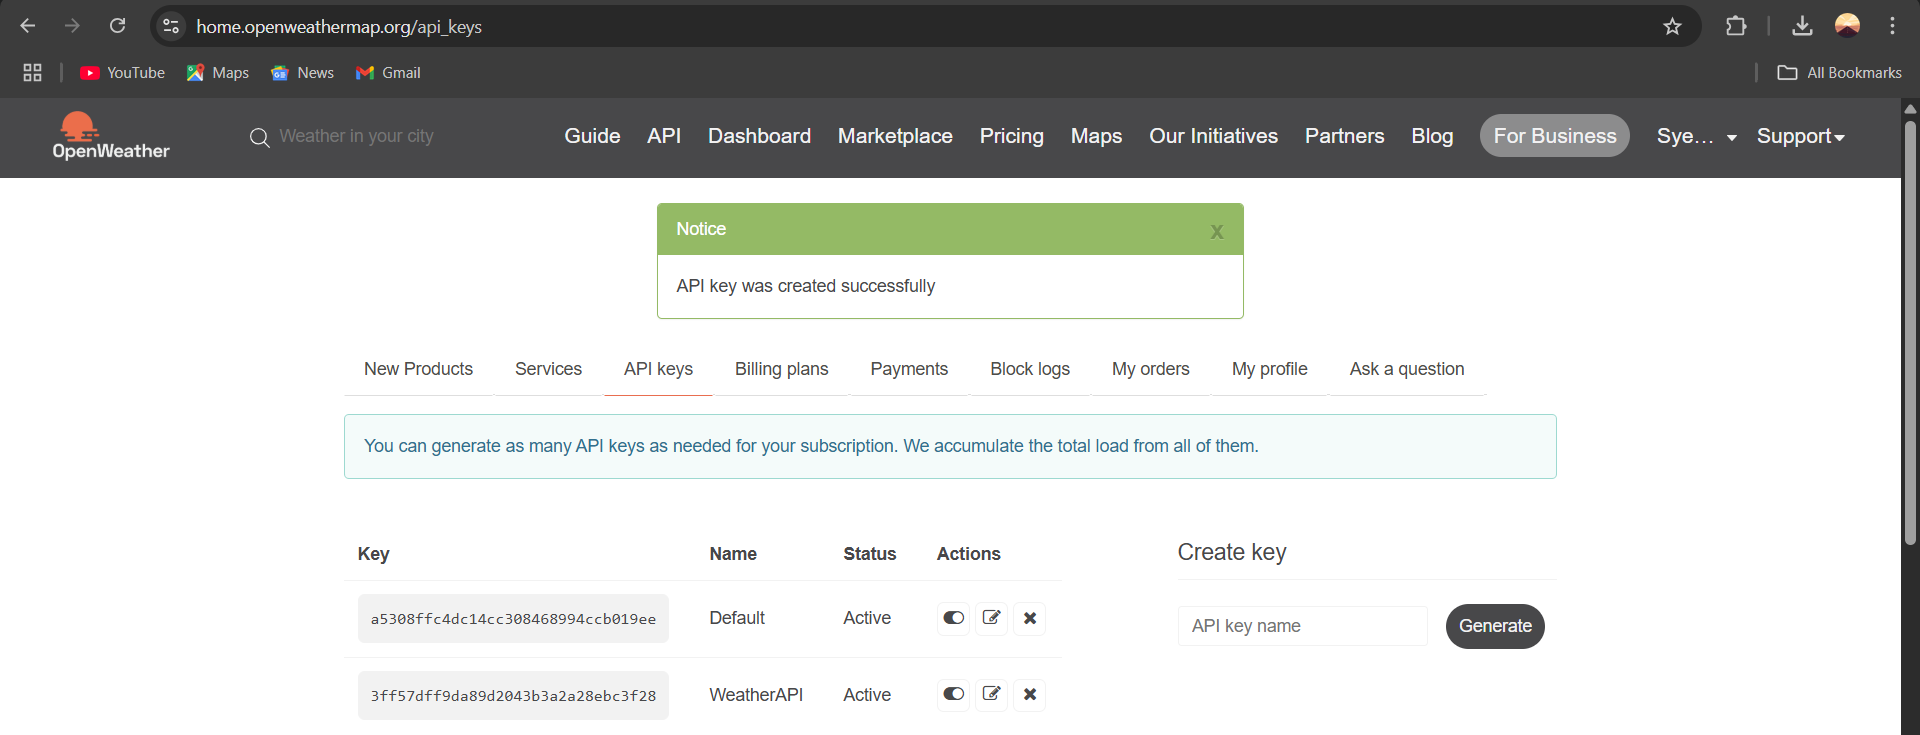 home.openweathermap.org/api_keys
YouTube Maps News Gmail All Bookmarks
OpenWeather Weather in your city Guide API Dashboard Marketplace Pricing Maps Our Initiatives Partners Blog For Business Sye... Support
Notice x
API key was created successfully
New Products Services API keys Billing plans Payments Block logs My orders My profile Ask a question
You can generate as many API keys as needed for your subscription. We accumulate the total load from all of them.
Key Name Status Actions Create key
a5308ffc4dc14cc308468994ccb019ee Default Active API key name Generate
3ff57dff9da89d2043b3a2a28ebc3f28 WeatherAPI Active